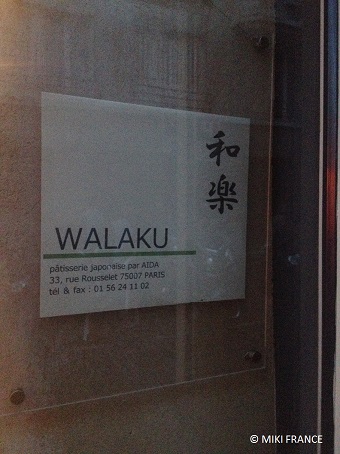 和楽
WALAKU
pâtisserie japonaise par AIDA
33, rue Rousselet 75007 PARIS
tél & fax : 01 56 24 11 02
© MIKI FRANCE